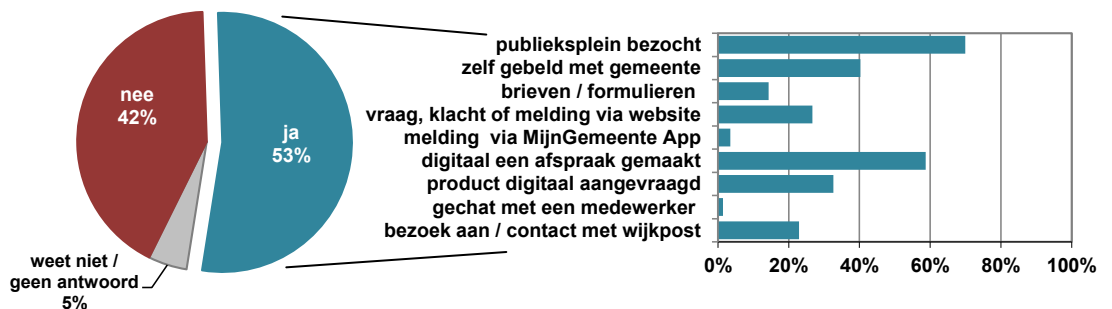 nee
42%
ja
53%
weet niet /
geen antwoord
5%
publieksplein bezocht
zelf gebeld met gemeente
brieven / formulieren
vraag, klacht of melding via website
melding via MijnGemeente App
digitaal een afspraak gemaakt
product digitaal aangevraagd
gechat met een medewerker
bezoek aan / contact met wijkpost
0% 20% 40% 60% 80% 100%